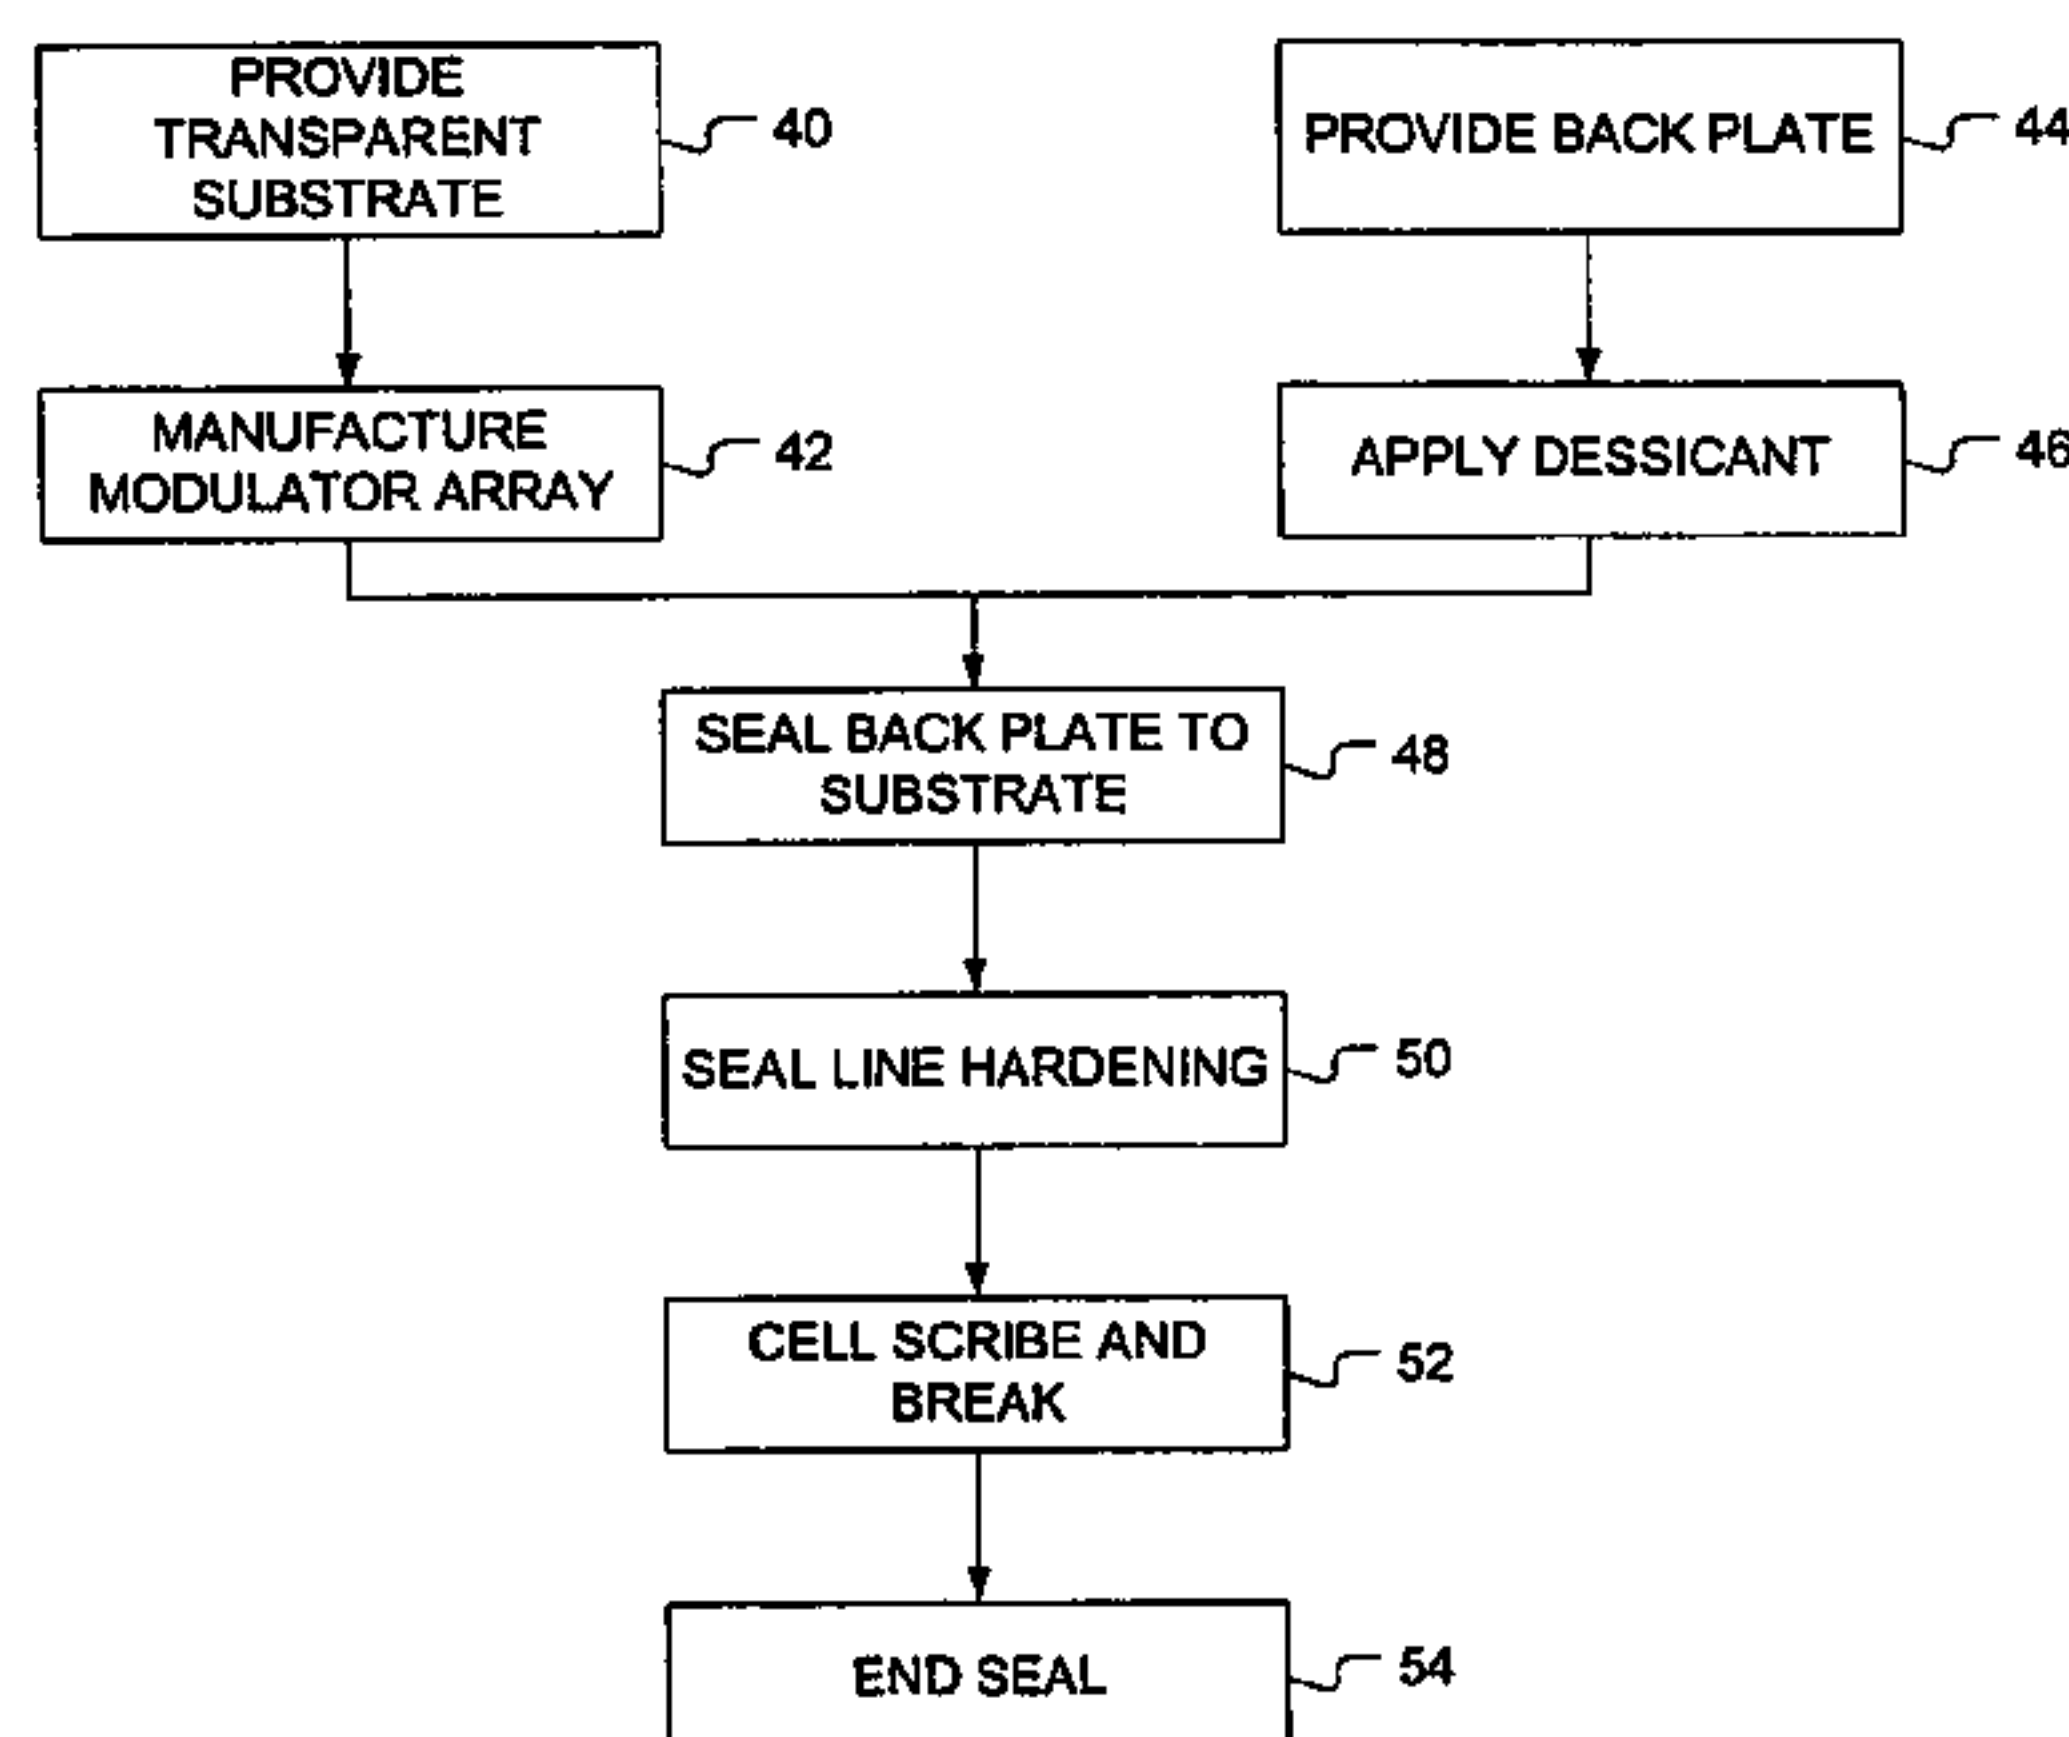 PROVIDE
TRANSPARENT
SUBSTRATE
40
PROVIDE BACK PLATE
44
MANUFACTURE
MODULATOR ARRAY
42
APPLY DESSICANT
46
SEAL BACK PLATE TO
SUBSTRATE
48
SEAL LINE HARDENING
50
CELL SCRIBE AND
BREAK
52
END SEAL
54